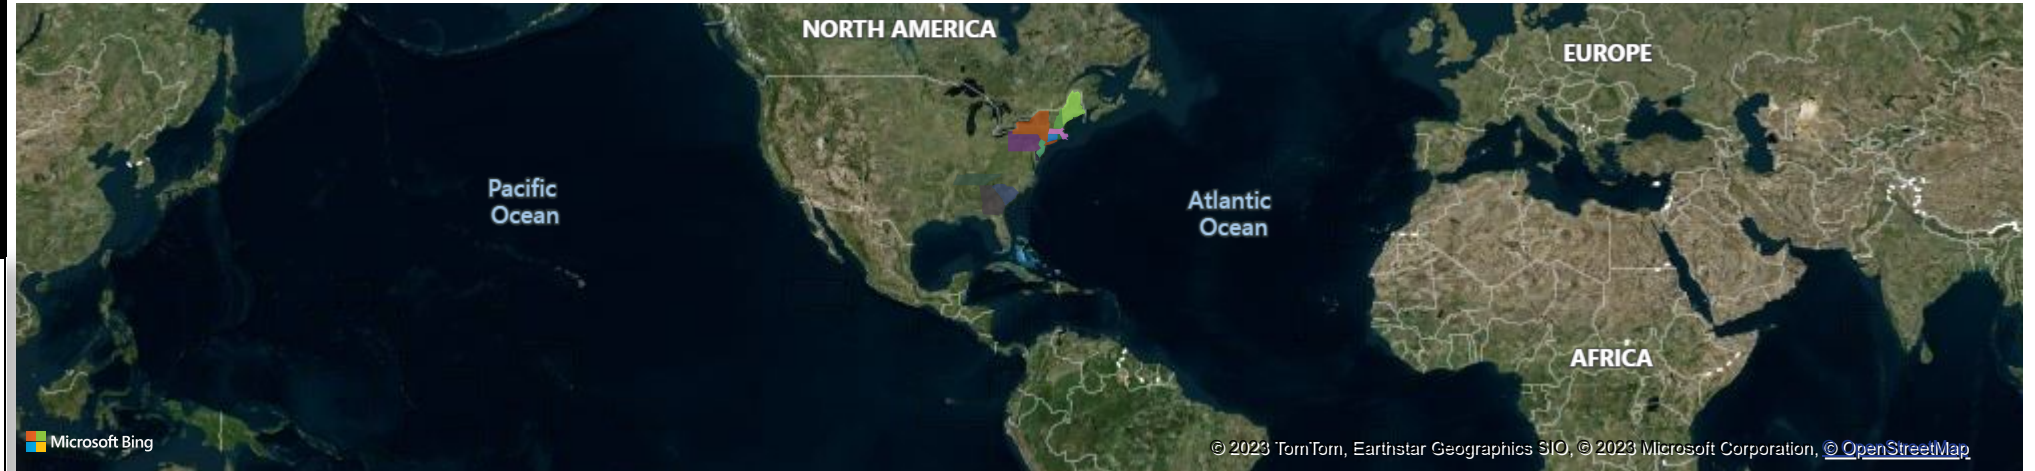 NORTH AMERICA
EUROPE
Pacific
Ocean
Atlantic
Ocean
AFRICA
Microsoft Bing
© 2023 TomTom, Earthstar Geographics SIO, © 2023 Microsoft Corporation, © OpenStreetMap